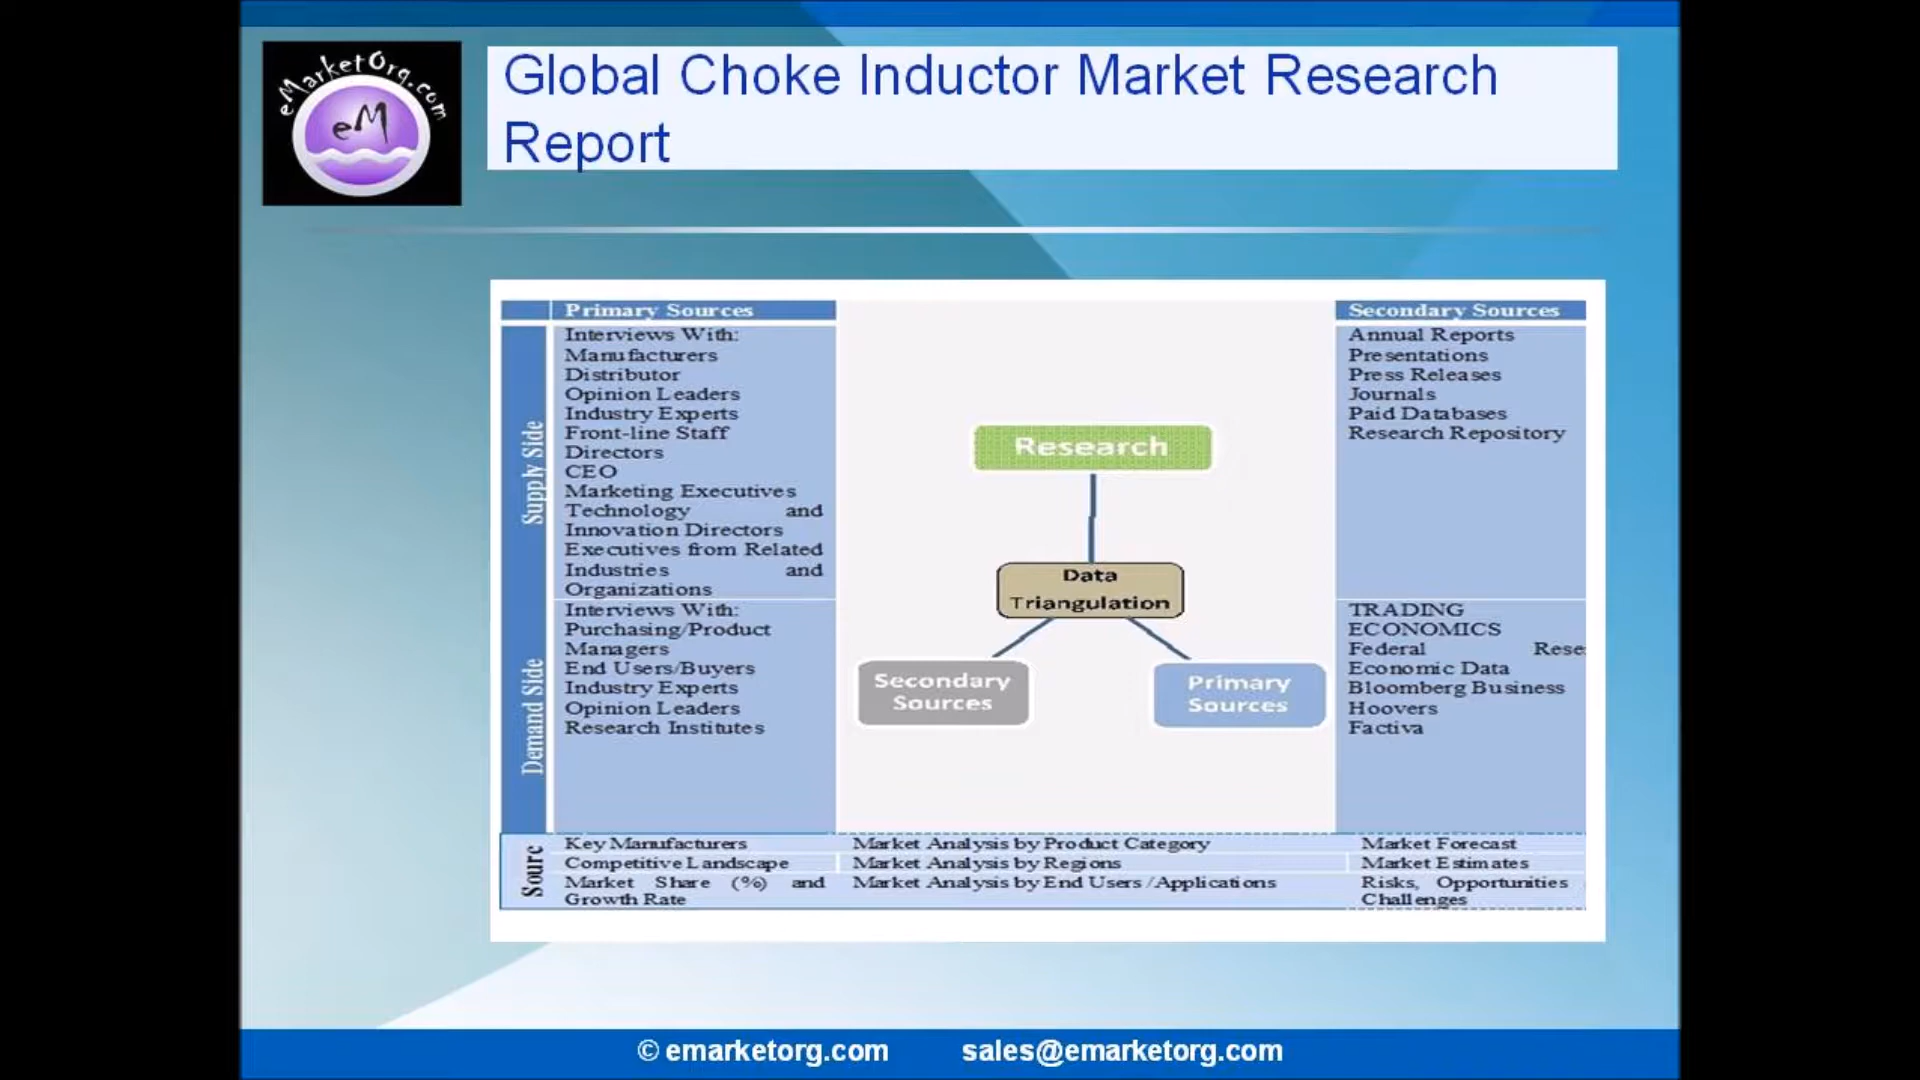 eMarketOrg.com
eM
Global Choke Inductor Market Research
Report
Primary Sources
Supply Side
Interviews With:
Manufacturers
Distributor
Opinion Leaders
Industry Experts
Front-line Staff
Directors
CEO
Marketing Executives
Technology and
Innovation Directors
Executives from Related
Industries and
Organizations
Demand Side
Interviews With:
Purchasing/Product
Managers
End Users/Buyers
Industry Experts
Opinion Leaders
Research Institutes
Research
Data
Triangulation
Secondary
Sources
Primary
Sources
Secondary Sources
Annual Reports
Presentations
Press Releases
Journals
Paid Databases
Research Repository
TRADING
ECONOMICS
Federal Rese
Economic Data
Bloomberg Business
Hoovers
Factiva
Sourc
Key Manufacturers
Competitive Landscape
Market Share (%) and
Growth Rate
Market Analysis by Product Category
Market Analysis by Regions
Market Analysis by End Users /Applications
Market Forecast
Market Estimates
Risks, Opportunities
Challenges
© emarketorg.com sales@emarketorg.com